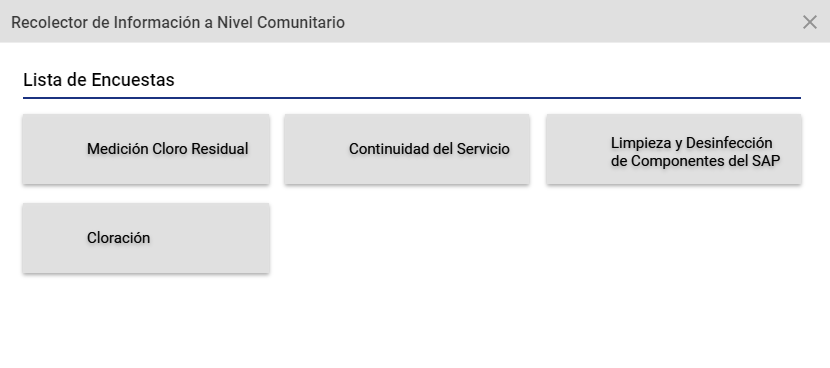 Recolector de Información a Nivel Comunitario
Lista de Encuestas
Medición Cloro Residual
Continuidad del Servicio
Limpieza y Desinfección
de Componentes del SAP
Cloración